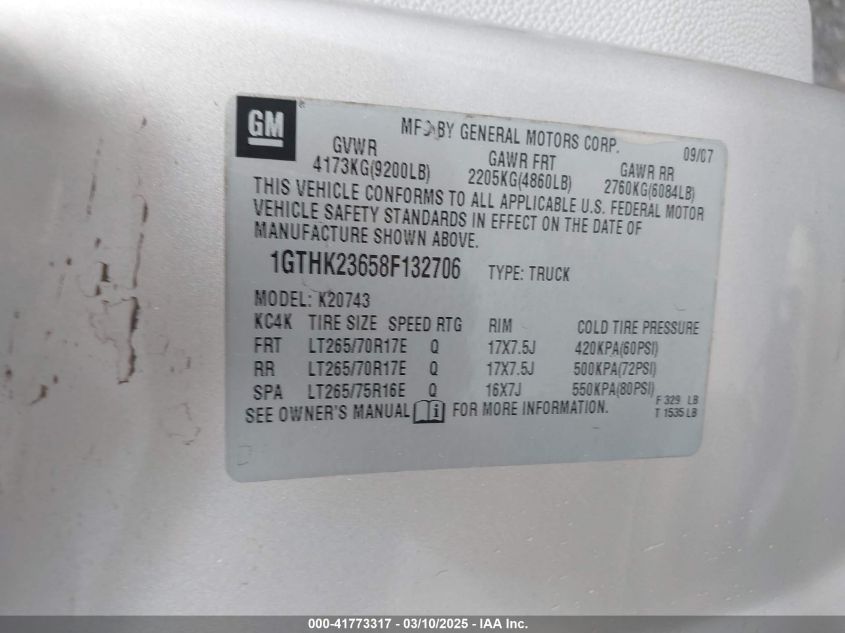 GM
MFD BY GENERAL MOTORS CORP.
09/07
GVWR GAWR FRT GAWR RR
4173KG(9200LB) 2205KG(4860LB) 2760KG(6084LB)
THIS VEHICLE CONFORMS TO ALL APPLICABLE U.S. FEDERAL MOTOR
VEHICLE SAFETY STANDARDS IN EFFECT ON THE DATE OF
MANUFACTURE SHOWN ABOVE.
1GTHK23658F132706 TYPE: TRUCK
MODEL: K20743
KC4K TIRE SIZE SPEED RTG RIM COLD TIRE PRESSURE
FRT LT265/70R17E Q 17X7.5J 420KPA(60PSI)
RR LT265/70R17E Q 17X7.5J 500KPA(72PSI)
SPA LT265/75R16E Q 16X7J 550KPA(80PSI)
F 329 LB
SEE OWNER'S MANUAL i FOR MORE INFORMATION.
T 1535 LB
000-41773317 - 03/10/2025 - IAA Inc.